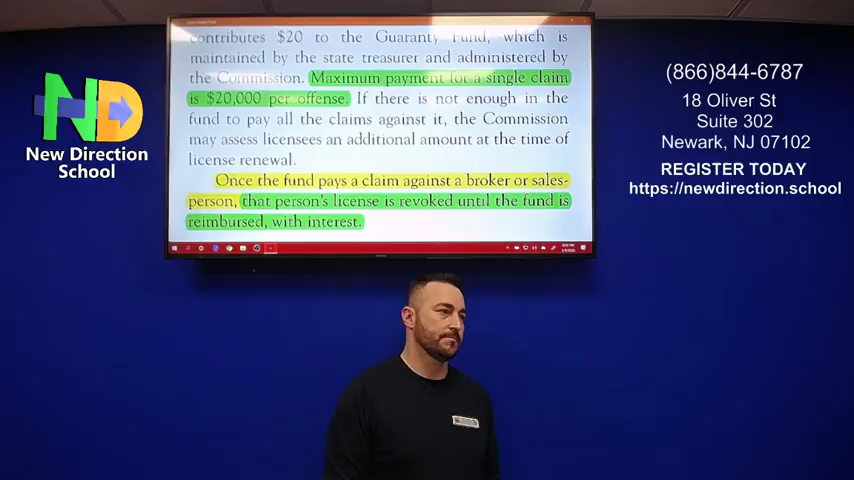 contributes $20 to the Guaranty Fund, which is
maintained by the state treasurer and administered by
the Commission. Maximum payment for a single claim
is $20,000 per offense. If there is not enough in the
fund to pay all the claims against it, the Commission
may assess licensees an additional amount at the time of
license renewal.
Once the fund pays a claim against a broker or sales-
person, that person's license is revoked until the fund is
reimbursed, with interest.
ND
New Direction
School
(866)844-6787
18 Oliver St
Suite 302
Newark, NJ 07102
REGISTER TODAY
https://newdirection.school